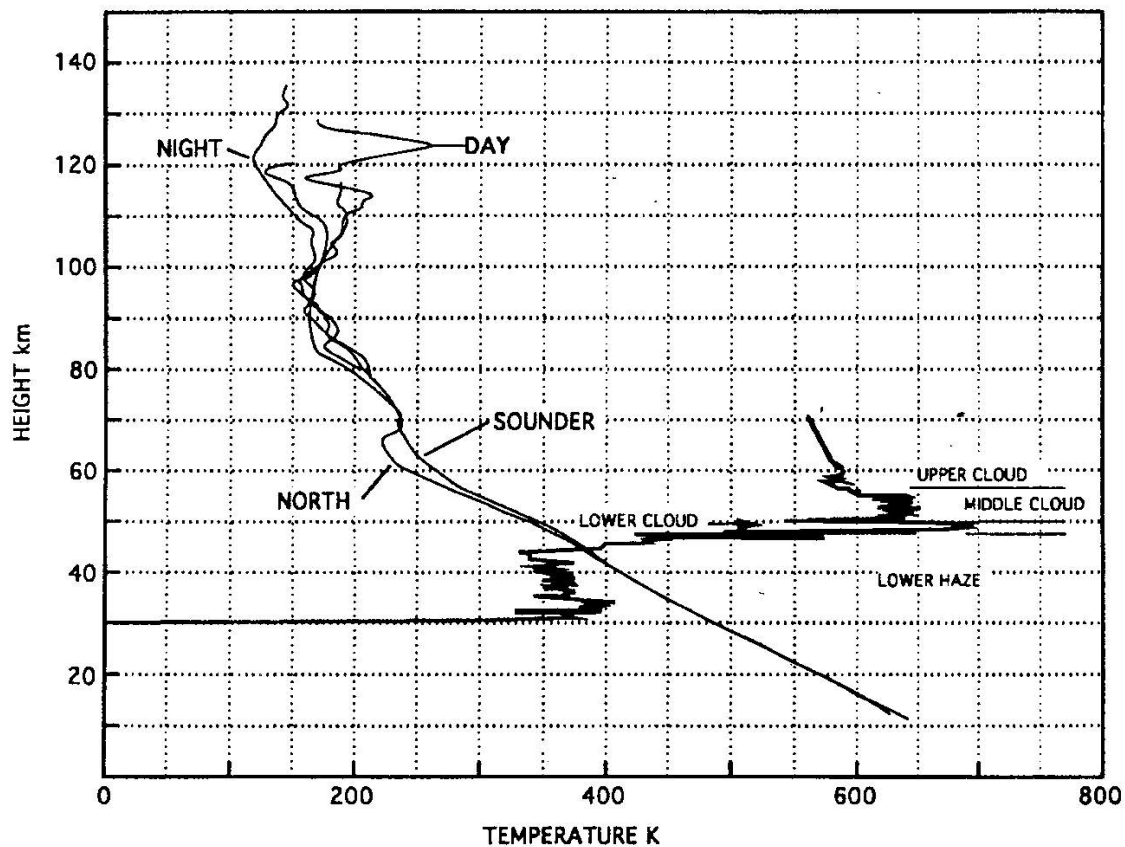 140
NIGHT
DAY
120
100
HEIGHT km
80
SOUNDER
60
UPPER CLOUD
NORTH
MIDDLE CLOUD
LOWER CLOUD
40
LOWER HAZE
20
0
200
400
600
800
TEMPERATURE K